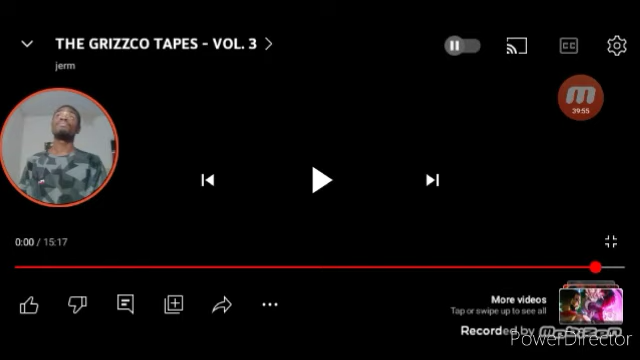 THE GRIZZCO TAPES - VOL. 3
jerm
CC
39:55
0:00 / 15:17
More videos
Tap or swipe up to see all
Recorded by
PowerDirector